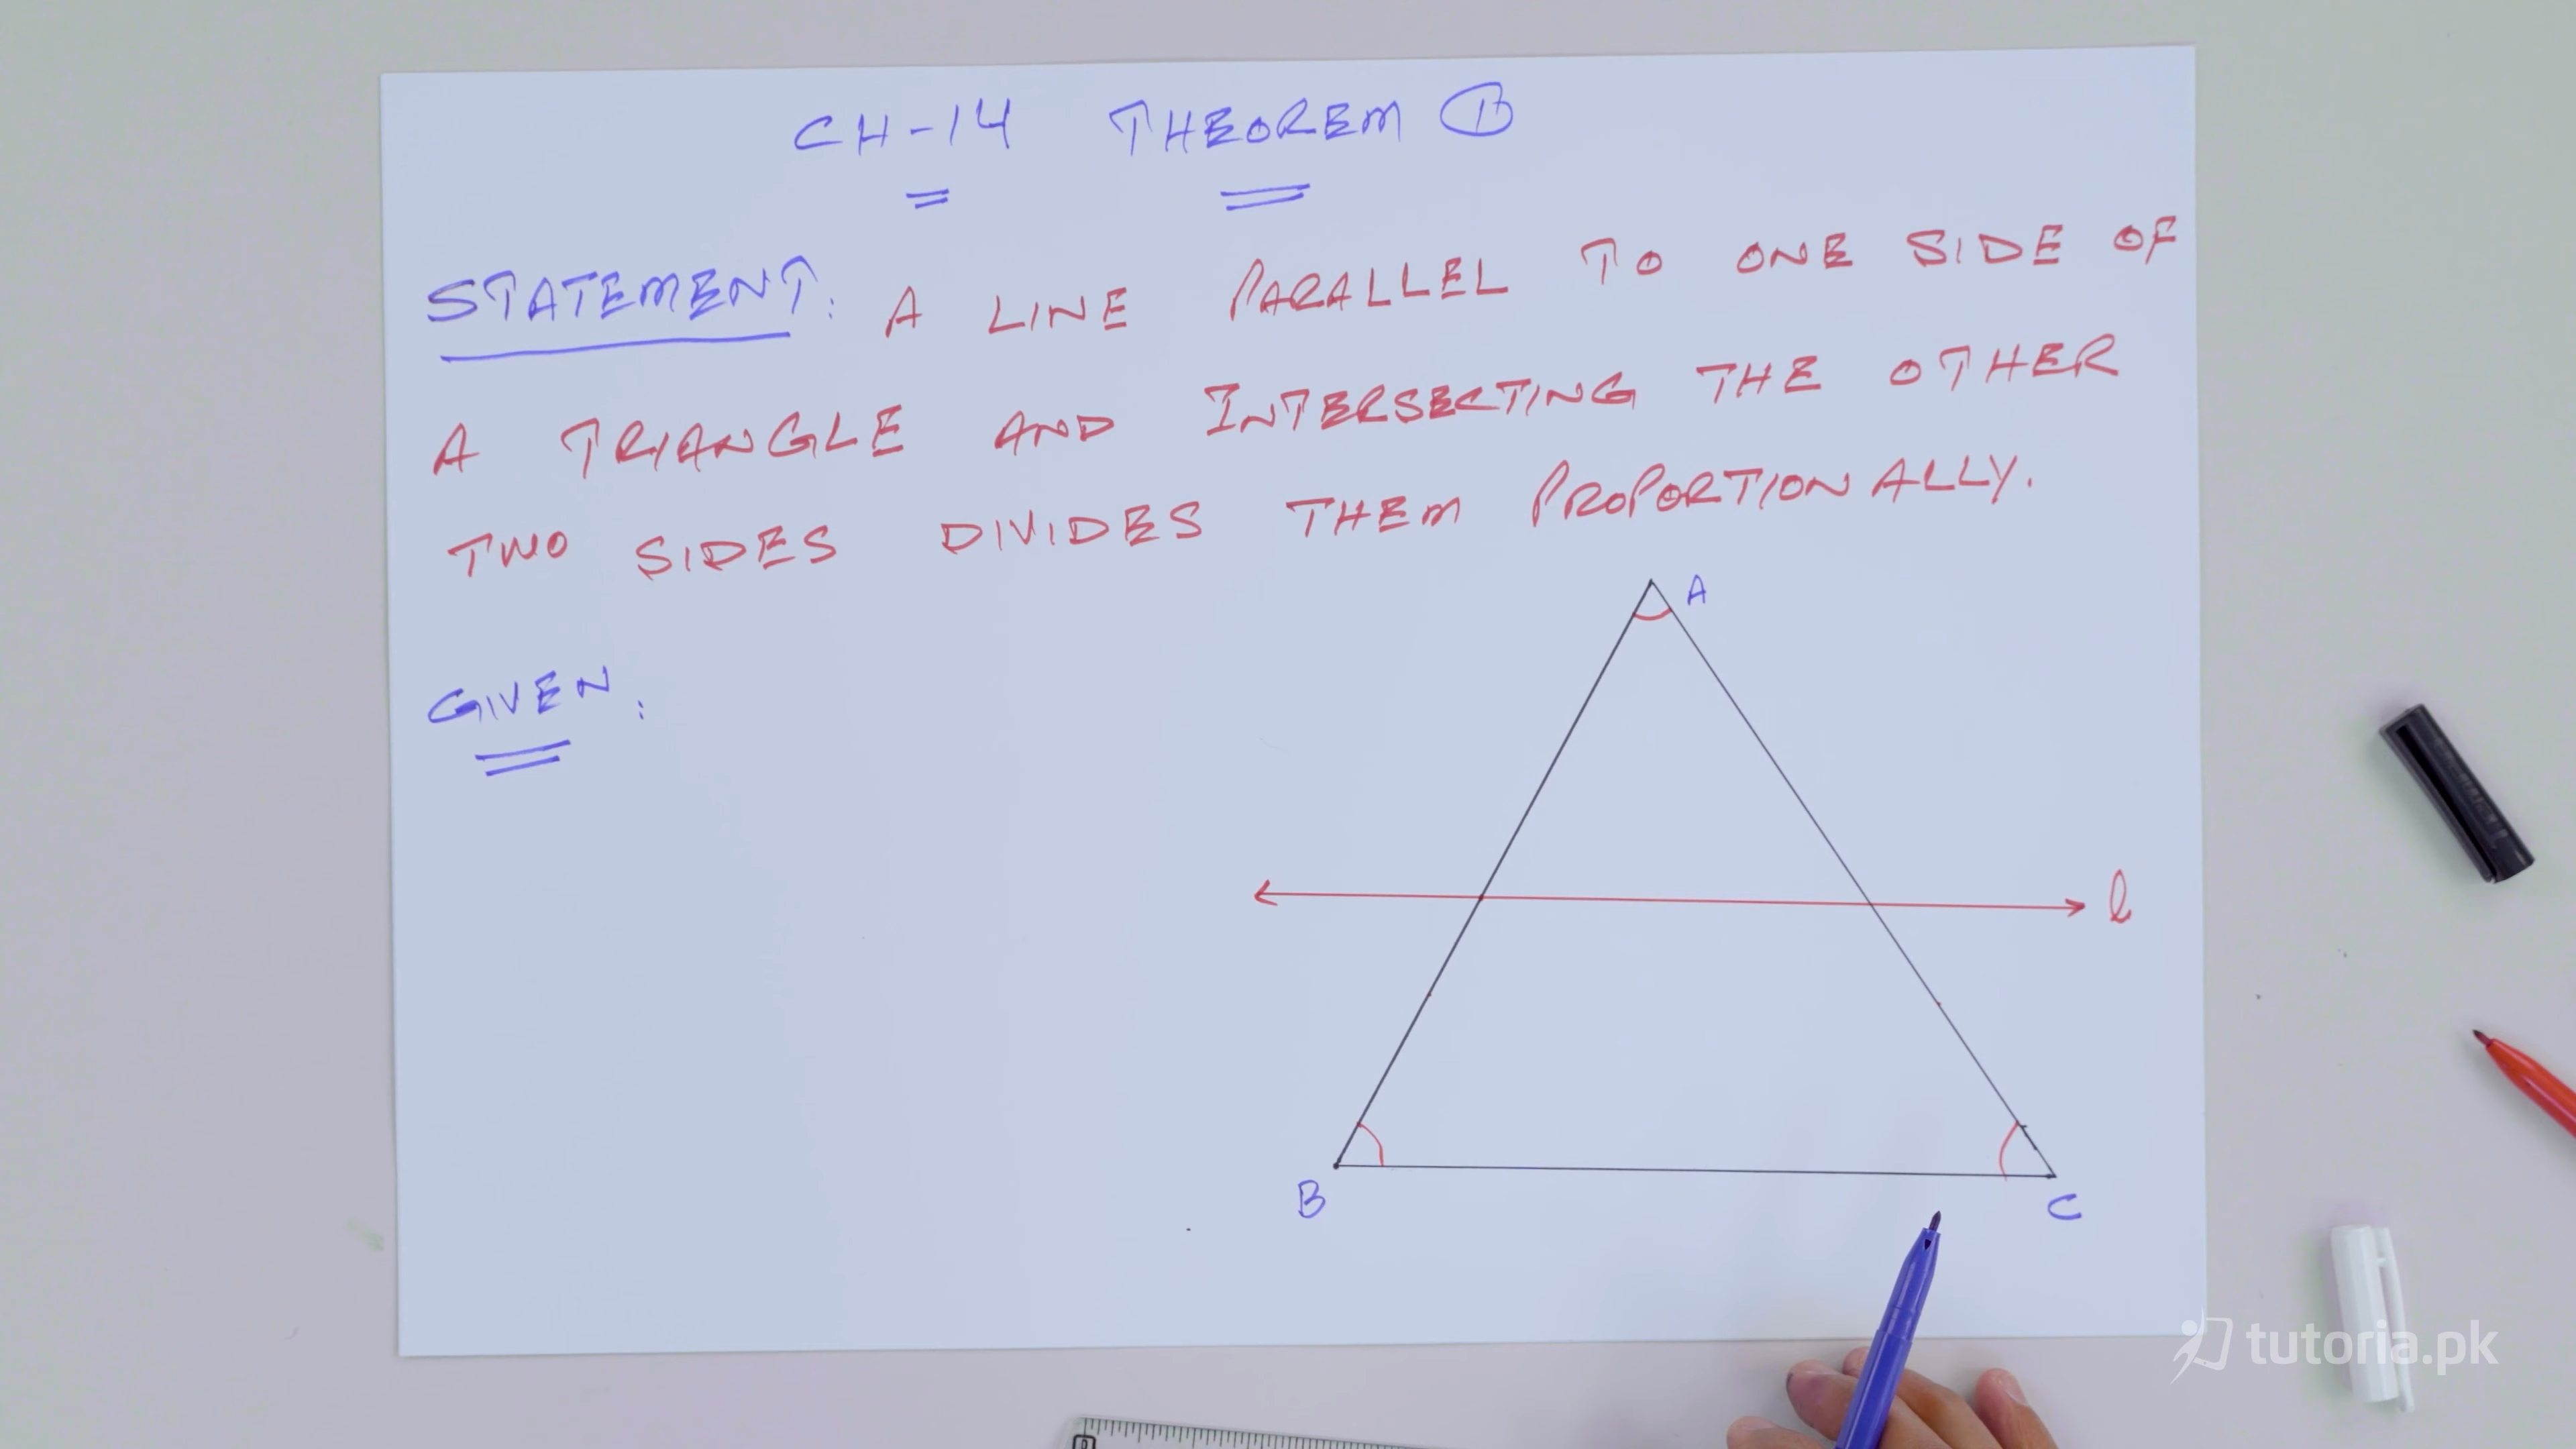 CH-14 THEOREM 1
STATEMENT: A LINE PARALLEL TO ONE SIDE OF
A TRIANGLE AND INTERSECTING THE OTHER
TWO SIDES DIVIDES THEM PROPORTIONALLY.
A
GIVEN:
l
B
C
tutoria.pk